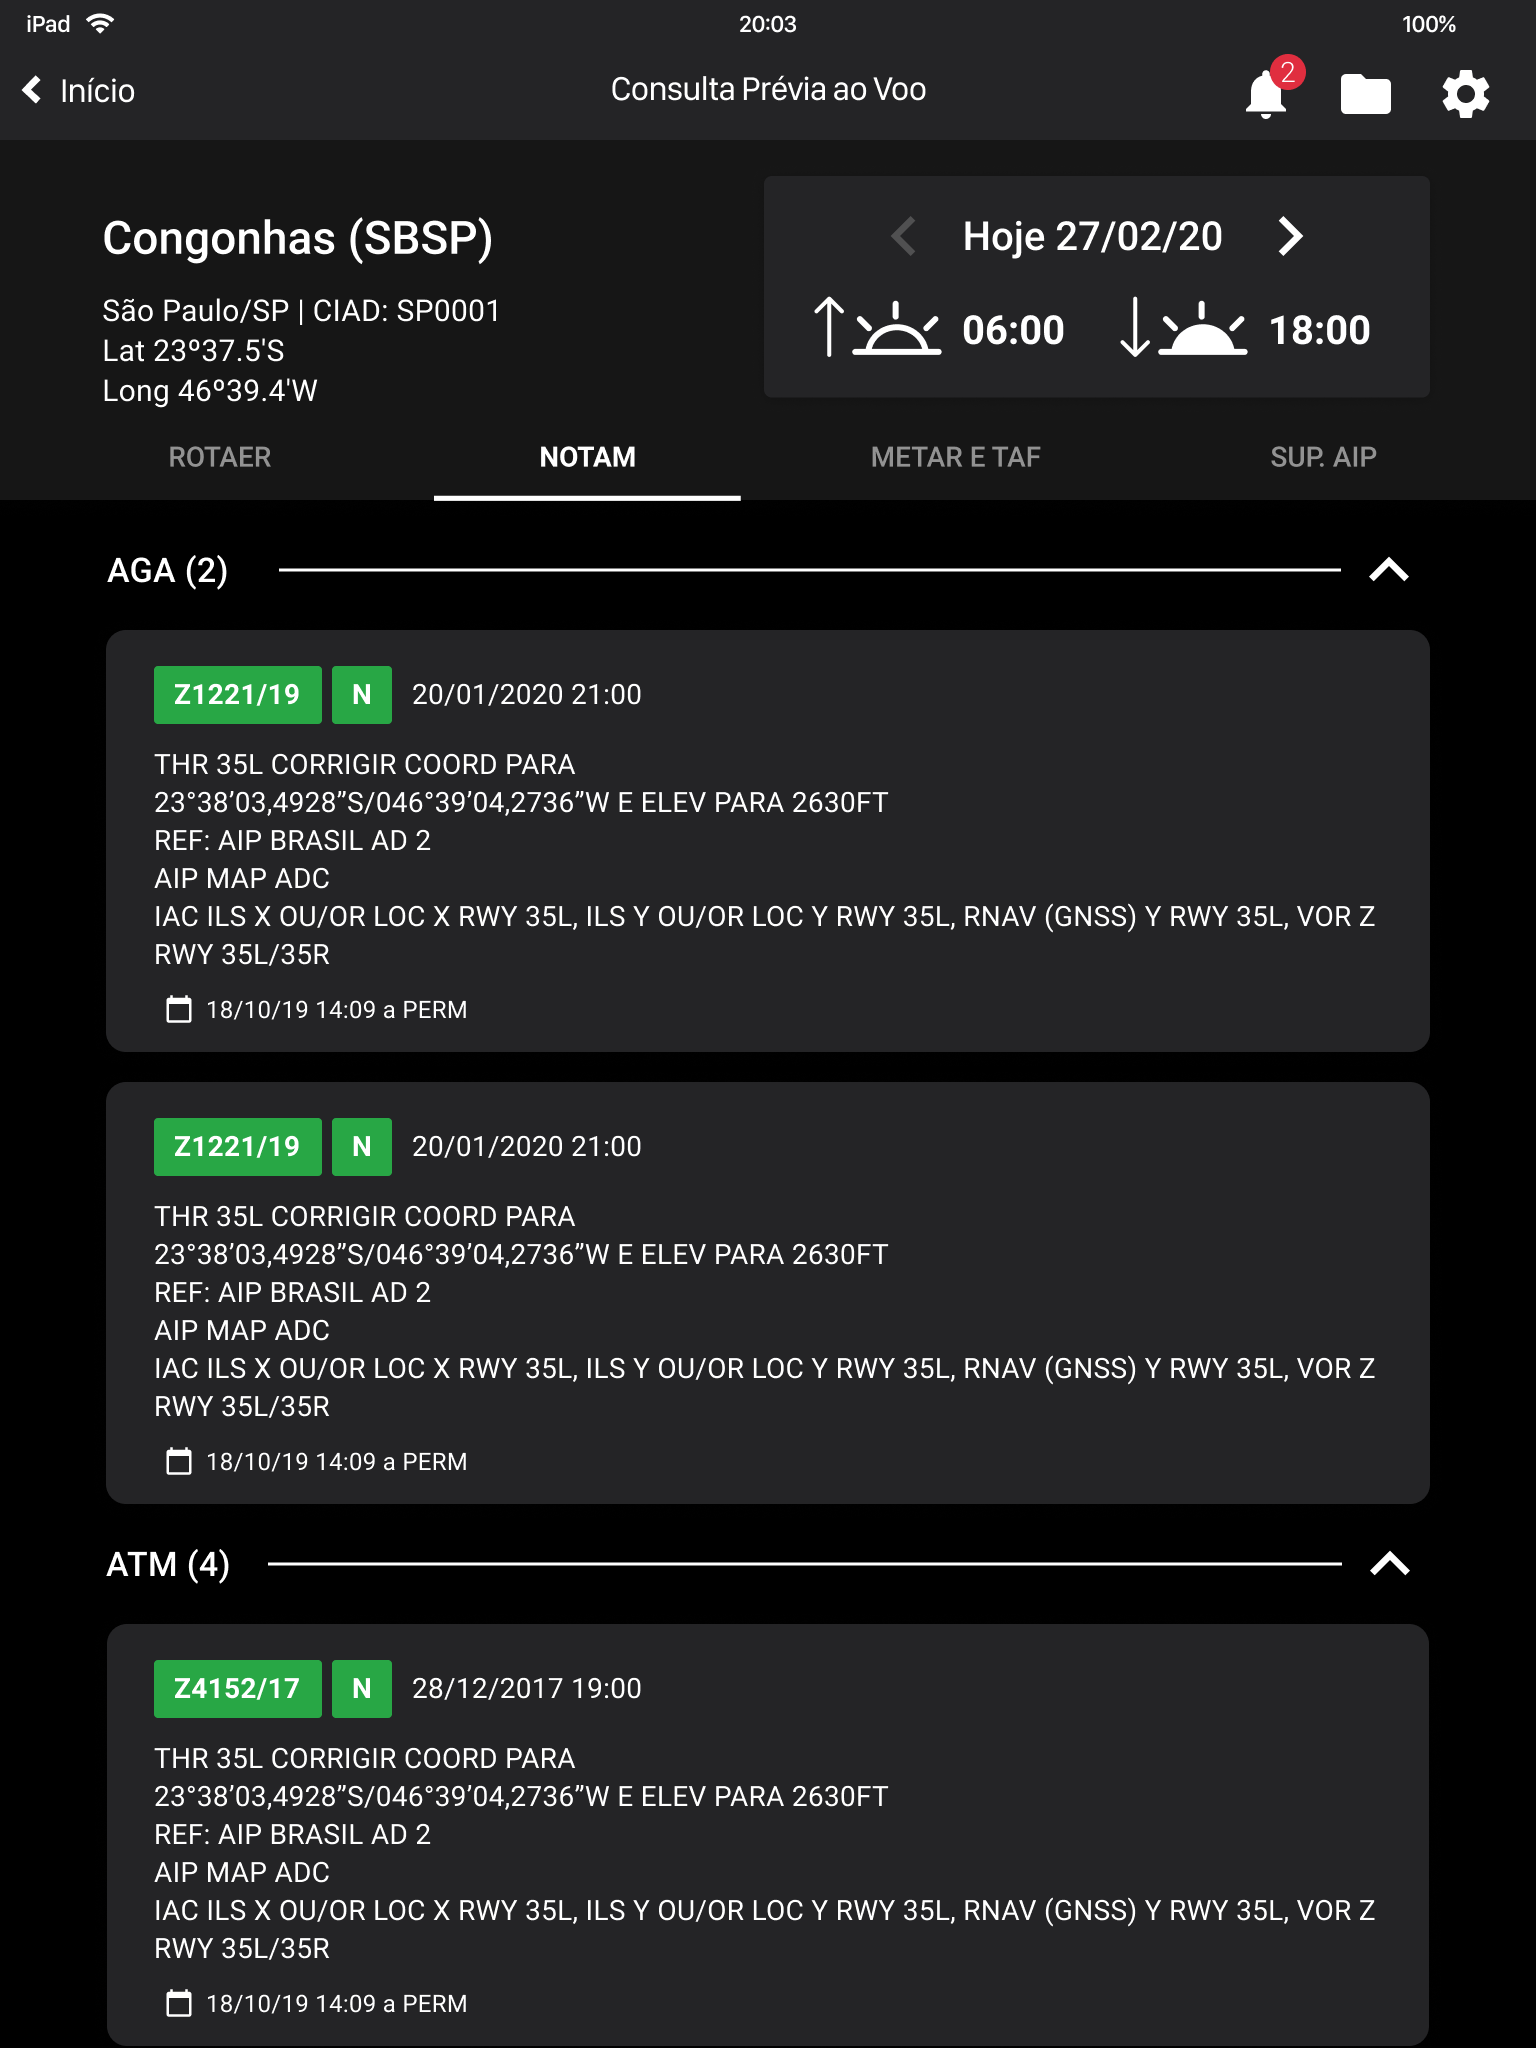 iPad 20:03 100%
Início Consulta Prévia ao Voo 2
Congonhas (SBSP)
São Paulo/SP | CIAD: SP0001
Lat 23º37.5'S
Long 46º39.4'W
Hoje 27/02/20
06:00 18:00
ROTAER NOTAM METAR E TAF SUP. AIP
AGA (2)
Z1221/19 N 20/01/2020 21:00
THR 35L CORRIGIR COORD PARA
23°38’03,4928”S/046°39’04,2736”W E ELEV PARA 2630FT
REF: AIP BRASIL AD 2
AIP MAP ADC
IAC ILS X OU/OR LOC X RWY 35L, ILS Y OU/OR LOC Y RWY 35L, RNAV (GNSS) Y RWY 35L, VOR Z
RWY 35L/35R
18/10/19 14:09 a PERM
Z1221/19 N 20/01/2020 21:00
THR 35L CORRIGIR COORD PARA
23°38’03,4928”S/046°39’04,2736”W E ELEV PARA 2630FT
REF: AIP BRASIL AD 2
AIP MAP ADC
IAC ILS X OU/OR LOC X RWY 35L, ILS Y OU/OR LOC Y RWY 35L, RNAV (GNSS) Y RWY 35L, VOR Z
RWY 35L/35R
18/10/19 14:09 a PERM
ATM (4)
Z4152/17 N 28/12/2017 19:00
THR 35L CORRIGIR COORD PARA
23°38’03,4928”S/046°39’04,2736”W E ELEV PARA 2630FT
REF: AIP BRASIL AD 2
AIP MAP ADC
IAC ILS X OU/OR LOC X RWY 35L, ILS Y OU/OR LOC Y RWY 35L, RNAV (GNSS) Y RWY 35L, VOR Z
RWY 35L/35R
18/10/19 14:09 a PERM